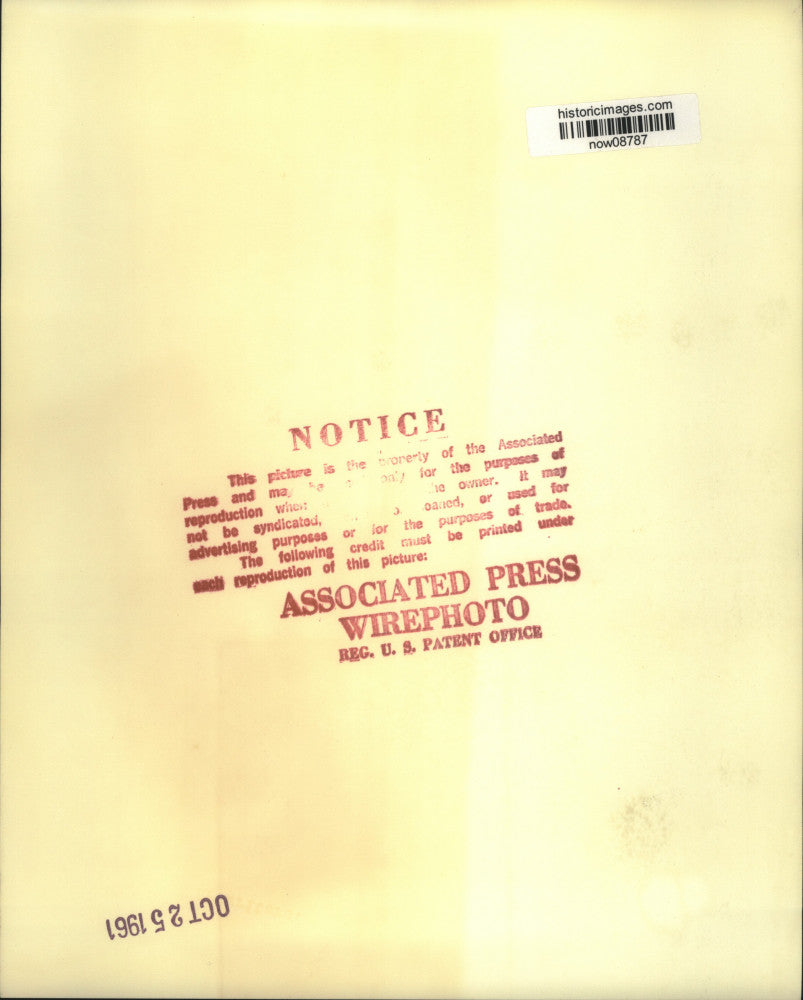 historicimages.com
now08787
NOTICE
This picture is the property of the Associated
Press and may be only for the purposes of
reproduction when the owner. It may
not be syndicated, loaned, or used for
advertising purposes or for the purposes of trade.
The following credit must be printed under
each reproduction of this picture:
ASSOCIATED PRESS
WIREPHOTO
REG. U. S. PATENT OFFICE
OCT 25 1961